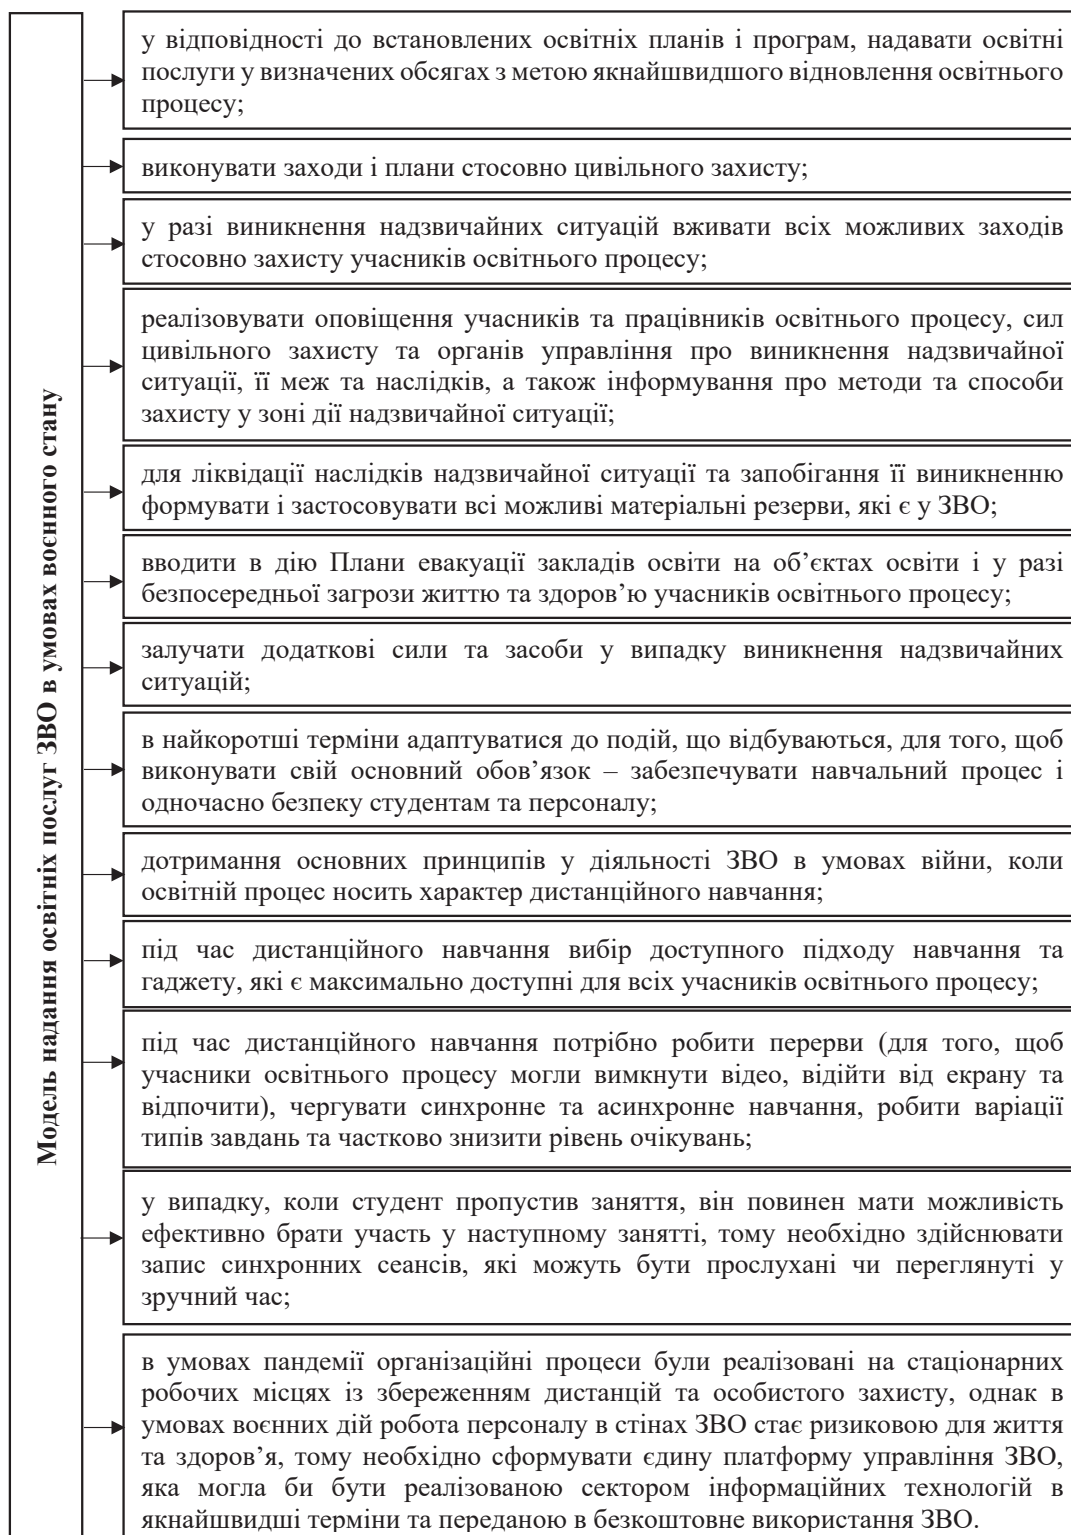 Модель надання освітніх послуг ЗВО в умовах воєнного стану
у відповідності до встановлених освітніх планів і програм, надавати освітні
послуги у визначених обсягах з метою якнайшвидшого відновлення освітнього
процесу;
виконувати заходи і плани стосовно цивільного захисту;
у разі виникнення надзвичайних ситуацій вживати всіх можливих заходів
стосовно захисту учасників освітнього процесу;
реалізовувати оповіщення учасників та працівників освітнього процесу, сил
цивільного захисту та органів управління про виникнення надзвичайної
ситуації, її меж та наслідків, а також інформування про методи та способи
захисту у зоні дії надзвичайної ситуації;
для ліквідації наслідків надзвичайної ситуації та запобігання її виникненню
формувати і застосовувати всі можливі матеріальні резерви, які є у ЗВО;
вводити в дію Плани евакуації закладів освіти на об’єктах освіти і у разі
безпосередньої загрози життю та здоров’ю учасників освітнього процесу;
залучати додаткові сили та засоби у випадку виникнення надзвичайних
ситуацій;
в найкоротші терміни адаптуватися до подій, що відбуваються, для того, щоб
виконувати свій основний обов’язок – забезпечувати навчальний процес і
одночасно безпеку студентам та персоналу;
дотримання основних принципів у діяльності ЗВО в умовах війни, коли
освітній процес носить характер дистанційного навчання;
під час дистанційного навчання вибір доступного підходу навчання та
гаджету, які є максимально доступні для всіх учасників освітнього процесу;
під час дистанційного навчання потрібно робити перерви (для того, щоб
учасники освітнього процесу могли вимкнути відео, відійти від екрану та
відпочити), чергувати синхронне та асинхронне навчання, робити варіації
типів завдань та частково знизити рівень очікувань;
у випадку, коли студент пропустив заняття, він повинен мати можливість
ефективно брати участь у наступному занятті, тому необхідно здійснювати
запис синхронних сеансів, які можуть бути прослухані чи переглянуті у
зручний час;
в умовах пандемії організаційні процеси були реалізовані на стаціонарних
робочих місцях із збереженням дистанцій та особистого захисту, однак в
умовах воєнних дій робота персоналу в стінах ЗВО стає ризиковою для життя
та здоров’я, тому необхідно сформувати єдину платформу управління ЗВО,
яка могла би бути реалізованою сектором інформаційних технологій в
якнайшвидші терміни та переданою в безкоштовне використання ЗВО.